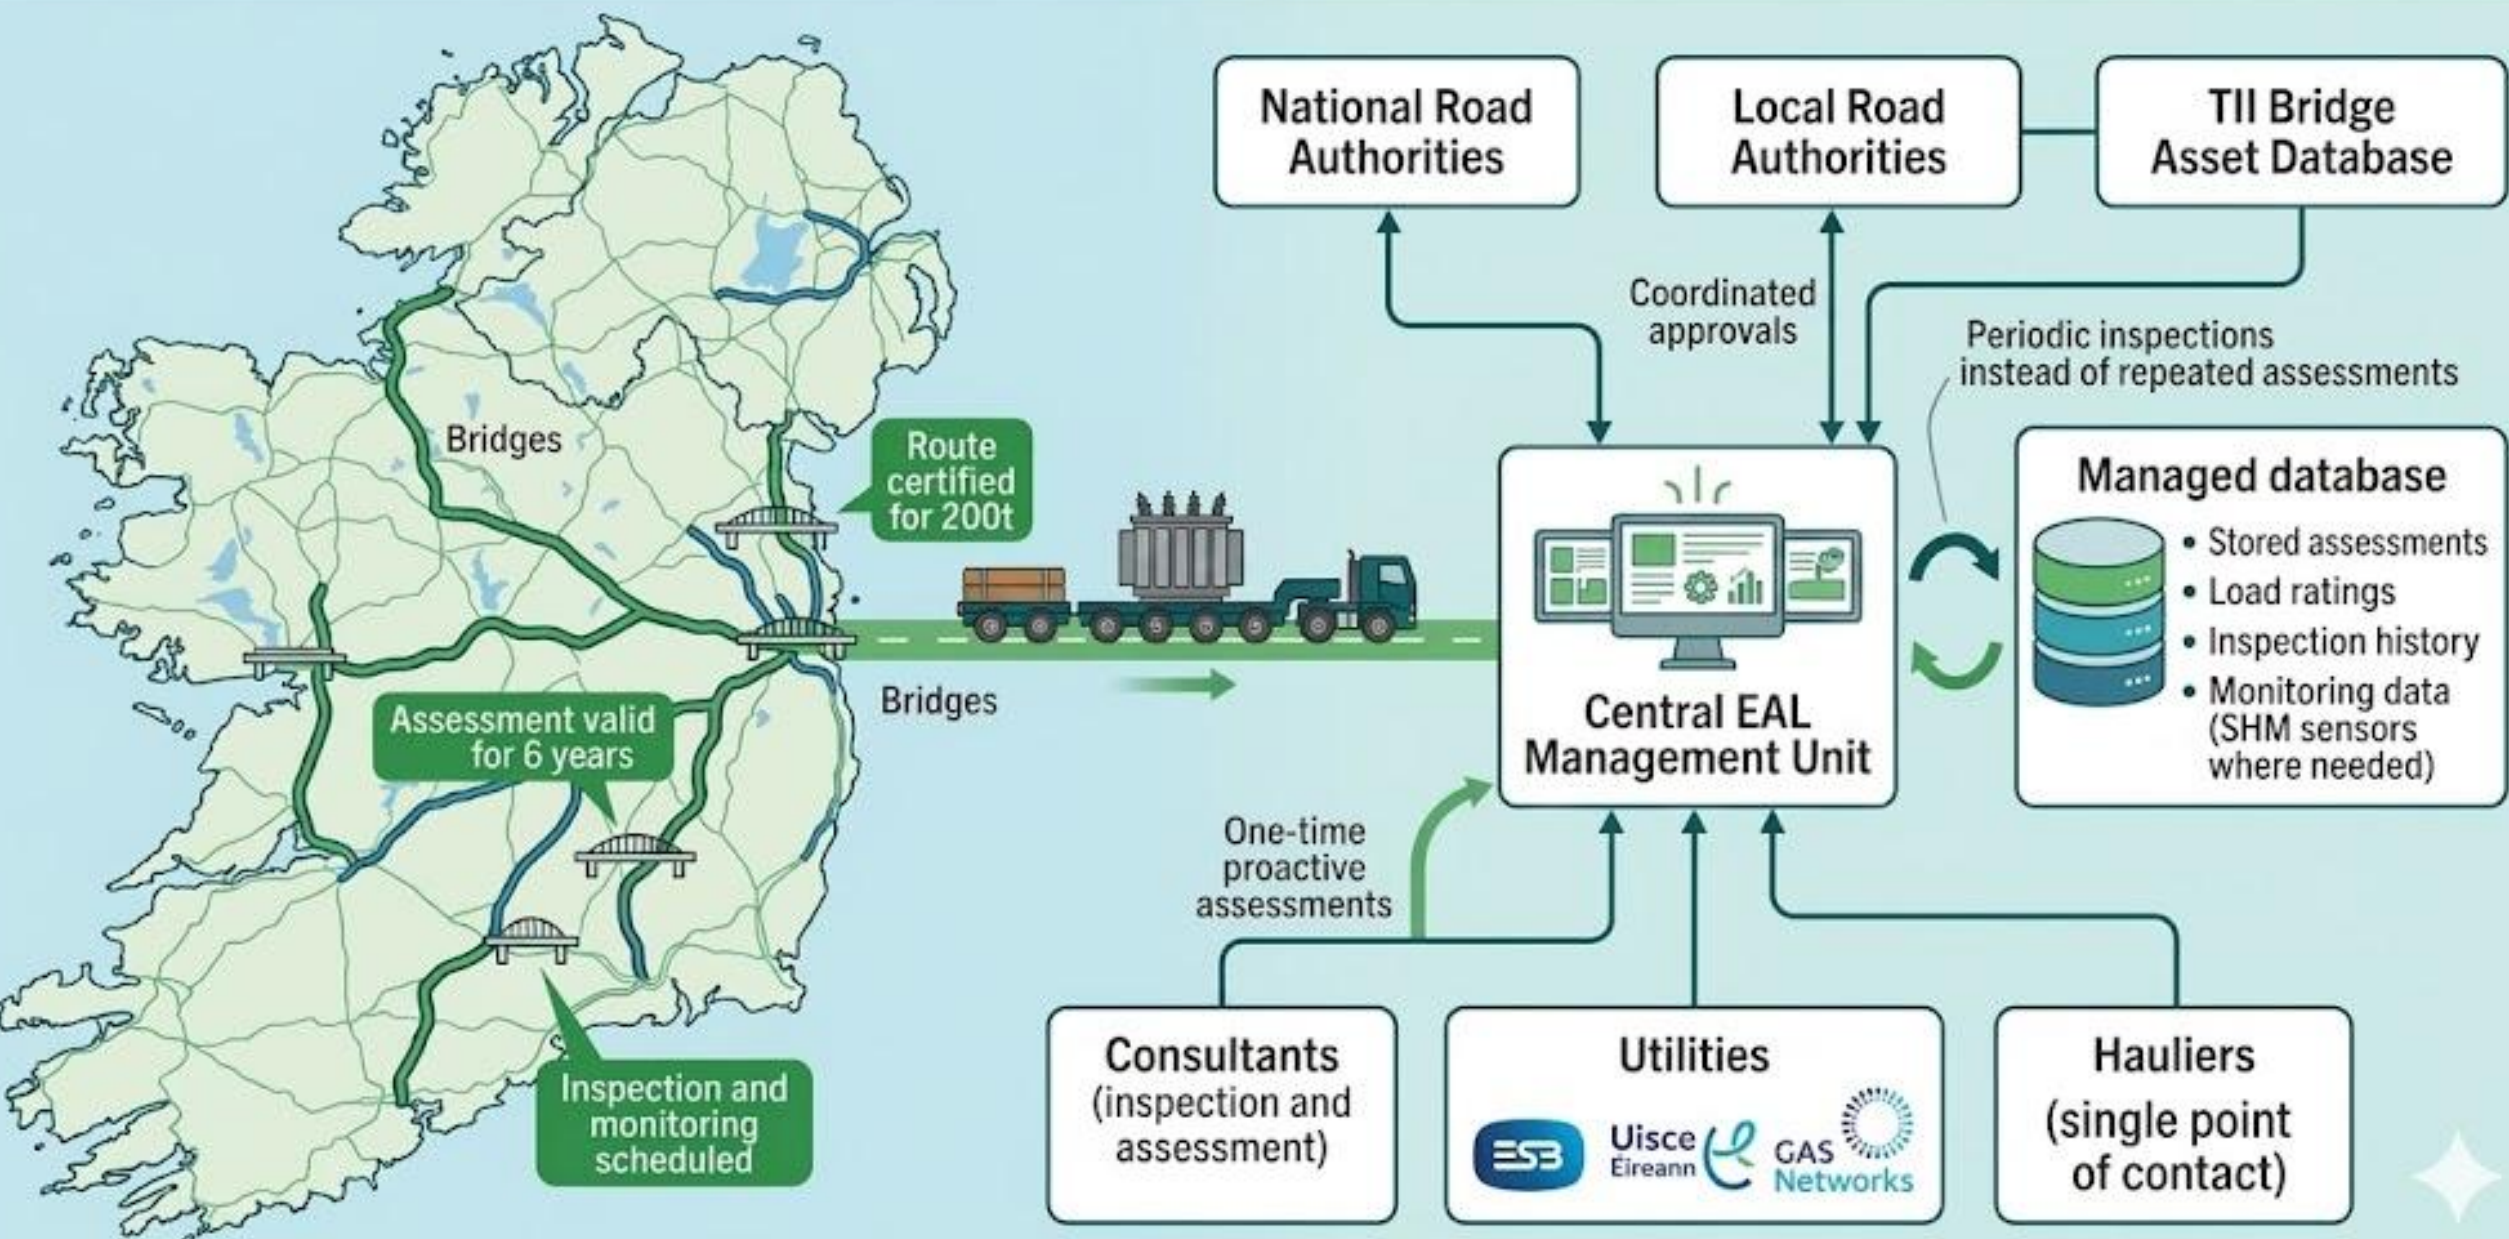 National Road
Authorities
Local Road
Authorities
TII Bridge
Asset Database
Coordinated
approvals
Periodic inspections
instead of repeated assessments
Bridges
Route
certified
for 200t
Managed database
• Stored assessments
• Load ratings
• Inspection history
• Monitoring data
(SHM sensors
where needed)
Central EAL
Management Unit
Bridges
Assessment valid
for 6 years
One-time
proactive
assessments
Inspection and
monitoring
scheduled
Consultants
(inspection and
assessment)
Utilities
ESB
Uisce
Éireann
GAS
Networks
Hauliers
(single point
of contact)